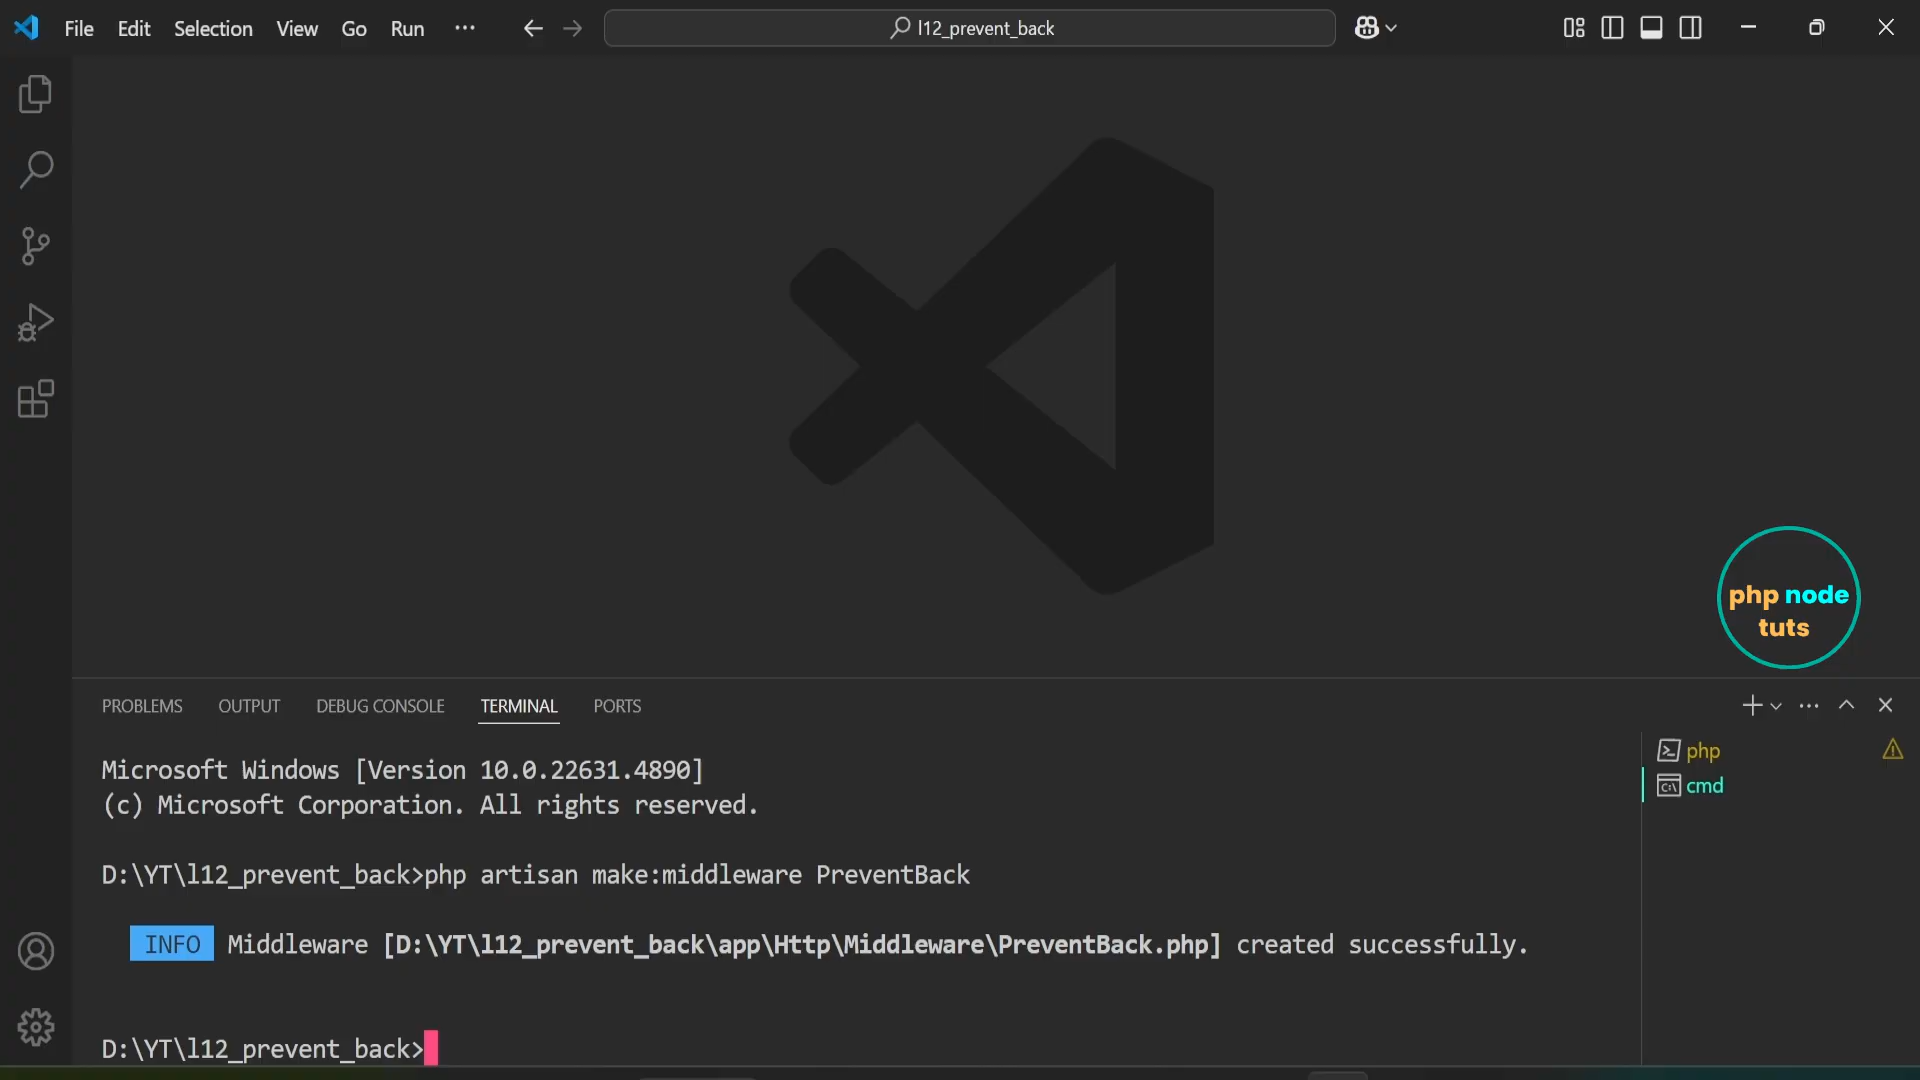 File Edit Selection View Go Run ··· l12_prevent_back
php node
tuts
PROBLEMS OUTPUT DEBUG CONSOLE TERMINAL PORTS
Microsoft Windows [Version 10.0.22631.4890]
(c) Microsoft Corporation. All rights reserved.
D:\YT\l12_prevent_back>php artisan make:middleware PreventBack
INFO Middleware [D:\YT\l12_prevent_back\app\Http\Middleware\PreventBack.php] created successfully.
D:\YT\l12_prevent_back>
php
cmd